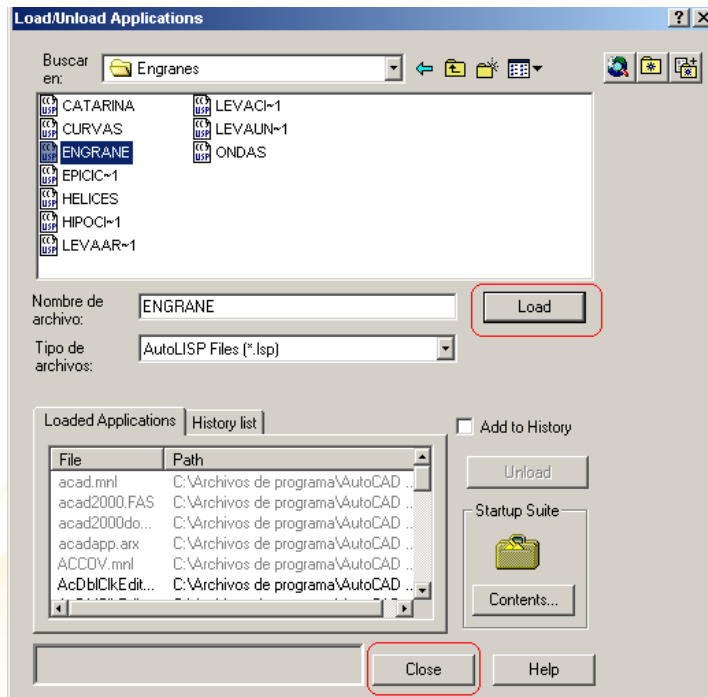 Load/Unload Applications
Buscar en:
Engranes
CATARINA
CURVAS
ENGRANE
EPICIC~1
HELICES
HIPOCI~1
LEVAAR~1
LEVACI~1
LEVAUN~1
ONDAS
Nombre de archivo:
ENGRANE
Load
Tipo de archivos:
AutoLISP Files (*.lsp)
Loaded Applications
History list
Add to History
File Path
acad.mnl C:\Archivos de programa\AutoCAD ...
acad2000.FAS C:\Archivos de programa\AutoCAD ...
acad2000do... C:\Archivos de programa\AutoCAD ...
acadapp.arx C:\Archivos de programa\AutoCAD ...
ACCOV.mnl C:\Archivos de programa\AutoCAD ...
AcDblClkEdit... C:\Archivos de programa\AutoCAD ...
Unload
Startup Suite
Contents...
Close
Help